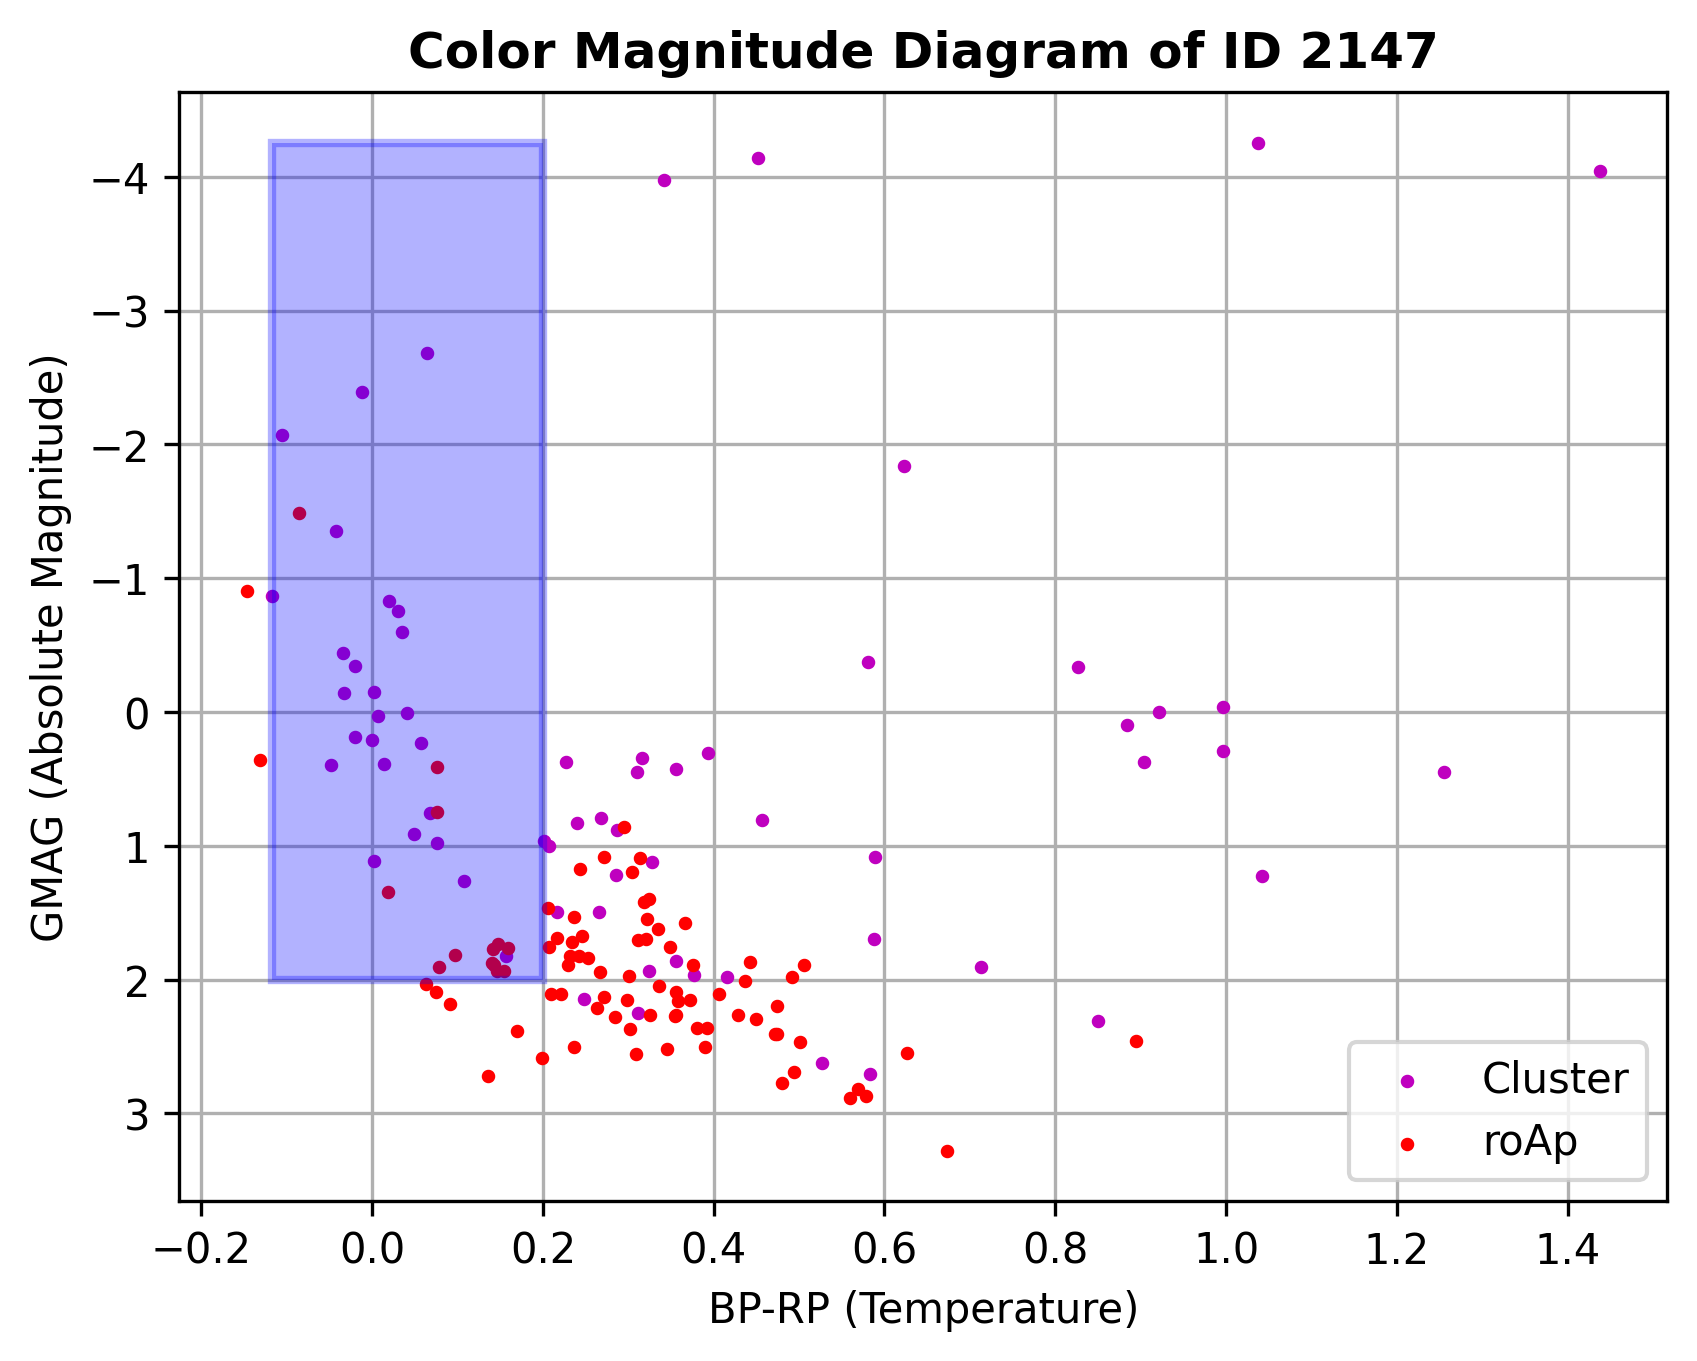 Color Magnitude Diagram of ID 2147
GMAG (Absolute Magnitude)
−4
−3
−2
−1
0
1
2
3
Cluster
roAp
−0.2 0.0 0.2 0.4 0.6 0.8 1.0 1.2 1.4
BP-RP (Temperature)